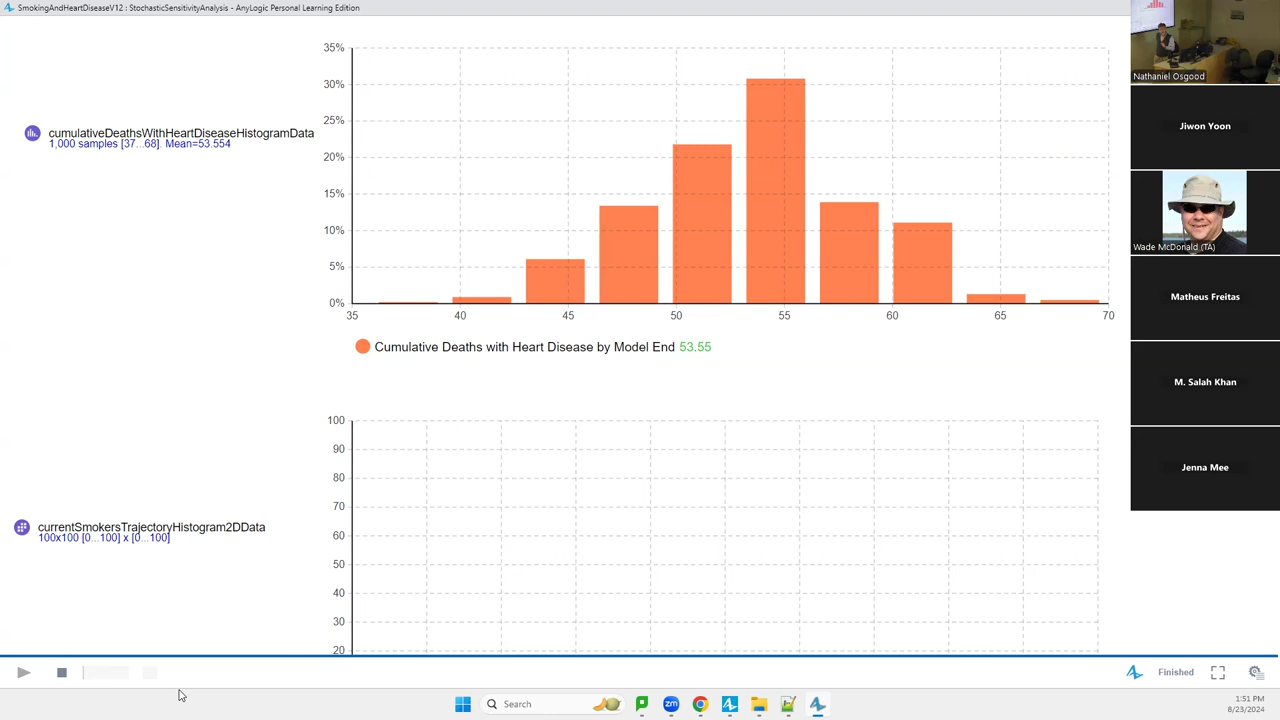 SmokingAndHeartDiseaseV12 : StochasticSensitivityAnalysis - AnyLogic Personal Learning Edition
35%
30%
25%
20%
15%
10%
5%
0%
35 40 45 50 55 60 65 70
cumulativeDeathsWithHeartDiseaseHistogramData
1,000 samples [37...68]. Mean=53.554
Cumulative Deaths with Heart Disease by Model End 53.55
100
90
80
70
60
50
40
30
20
currentSmokersTrajectoryHistogram2DData
100x100 [0...100] x [0...100]
Nathaniel Osgood
Jiwon Yoon
Wade McDonald (TA)
Matheus Freitas
M. Salah Khan
Jenna Mee
Finished
Search
zm
1:51 PM
8/23/2024